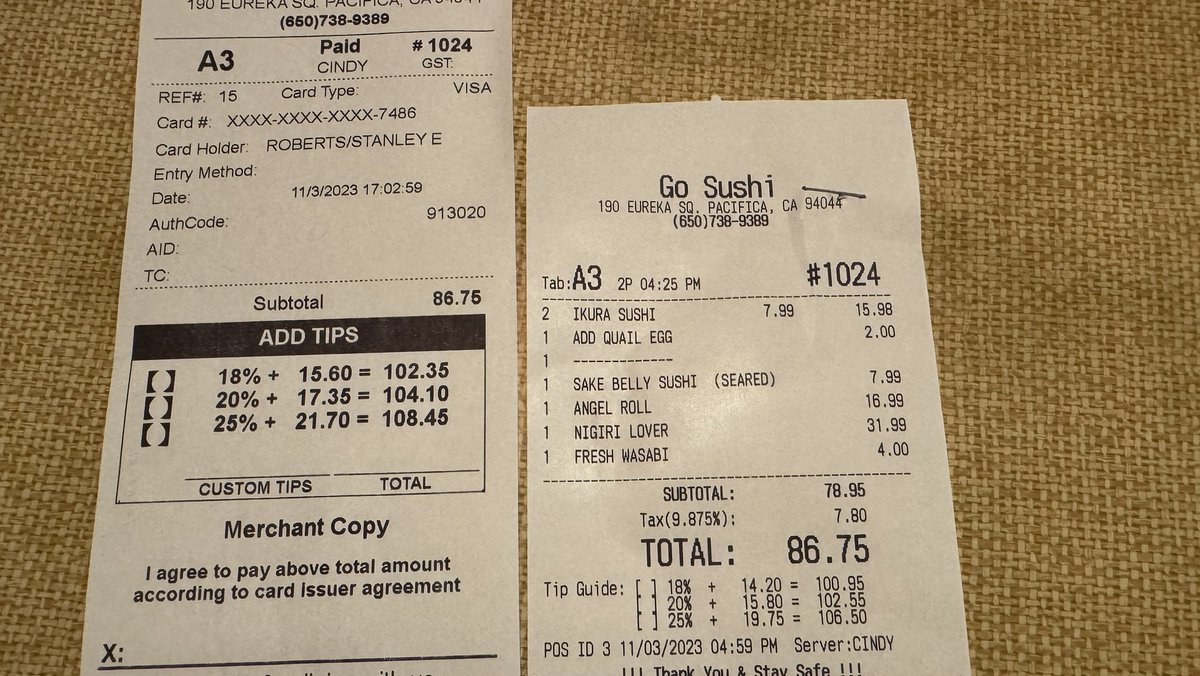 190 EUREKA SQ. PACIFICA, CA 94044
(650)738-9389
A3 Paid # 1024
CINDY GST:
REF#: 15 Card Type: VISA
Card #: XXXX-XXXX-XXXX-7486
Card Holder: ROBERTS/STANLEY E
Entry Method:
Date: 11/3/2023 17:02:59
AuthCode: 913020
AID:
TC:
Subtotal 86.75
ADD TIPS
18% + 15.60 = 102.35
20% + 17.35 = 104.10
25% + 21.70 = 108.45
CUSTOM TIPS TOTAL
Merchant Copy
I agree to pay above total amount
according to card issuer agreement
X:
Go Sushi
190 EUREKA SQ. PACIFICA, CA 94044
(650)738-9389
Tab:A3 2P 04:25 PM #1024
2 IKURA SUSHI 7.99 15.98
1 ADD QUAIL EGG 2.00
1 -------------
1 SAKE BELLY SUSHI (SEARED) 7.99
1 ANGEL ROLL 16.99
1 NIGIRI LOVER 31.99
1 FRESH WASABI 4.00
SUBTOTAL: 78.95
Tax(9.875%): 7.80
TOTAL: 86.75
Tip Guide: [ ] 18% + 14.20 = 100.95
[ ] 20% + 15.80 = 102.55
[ ] 25% + 19.75 = 106.50
POS ID 3 11/03/2023 04:59 PM Server:CINDY
!!! Thank You & Stay Safe !!!